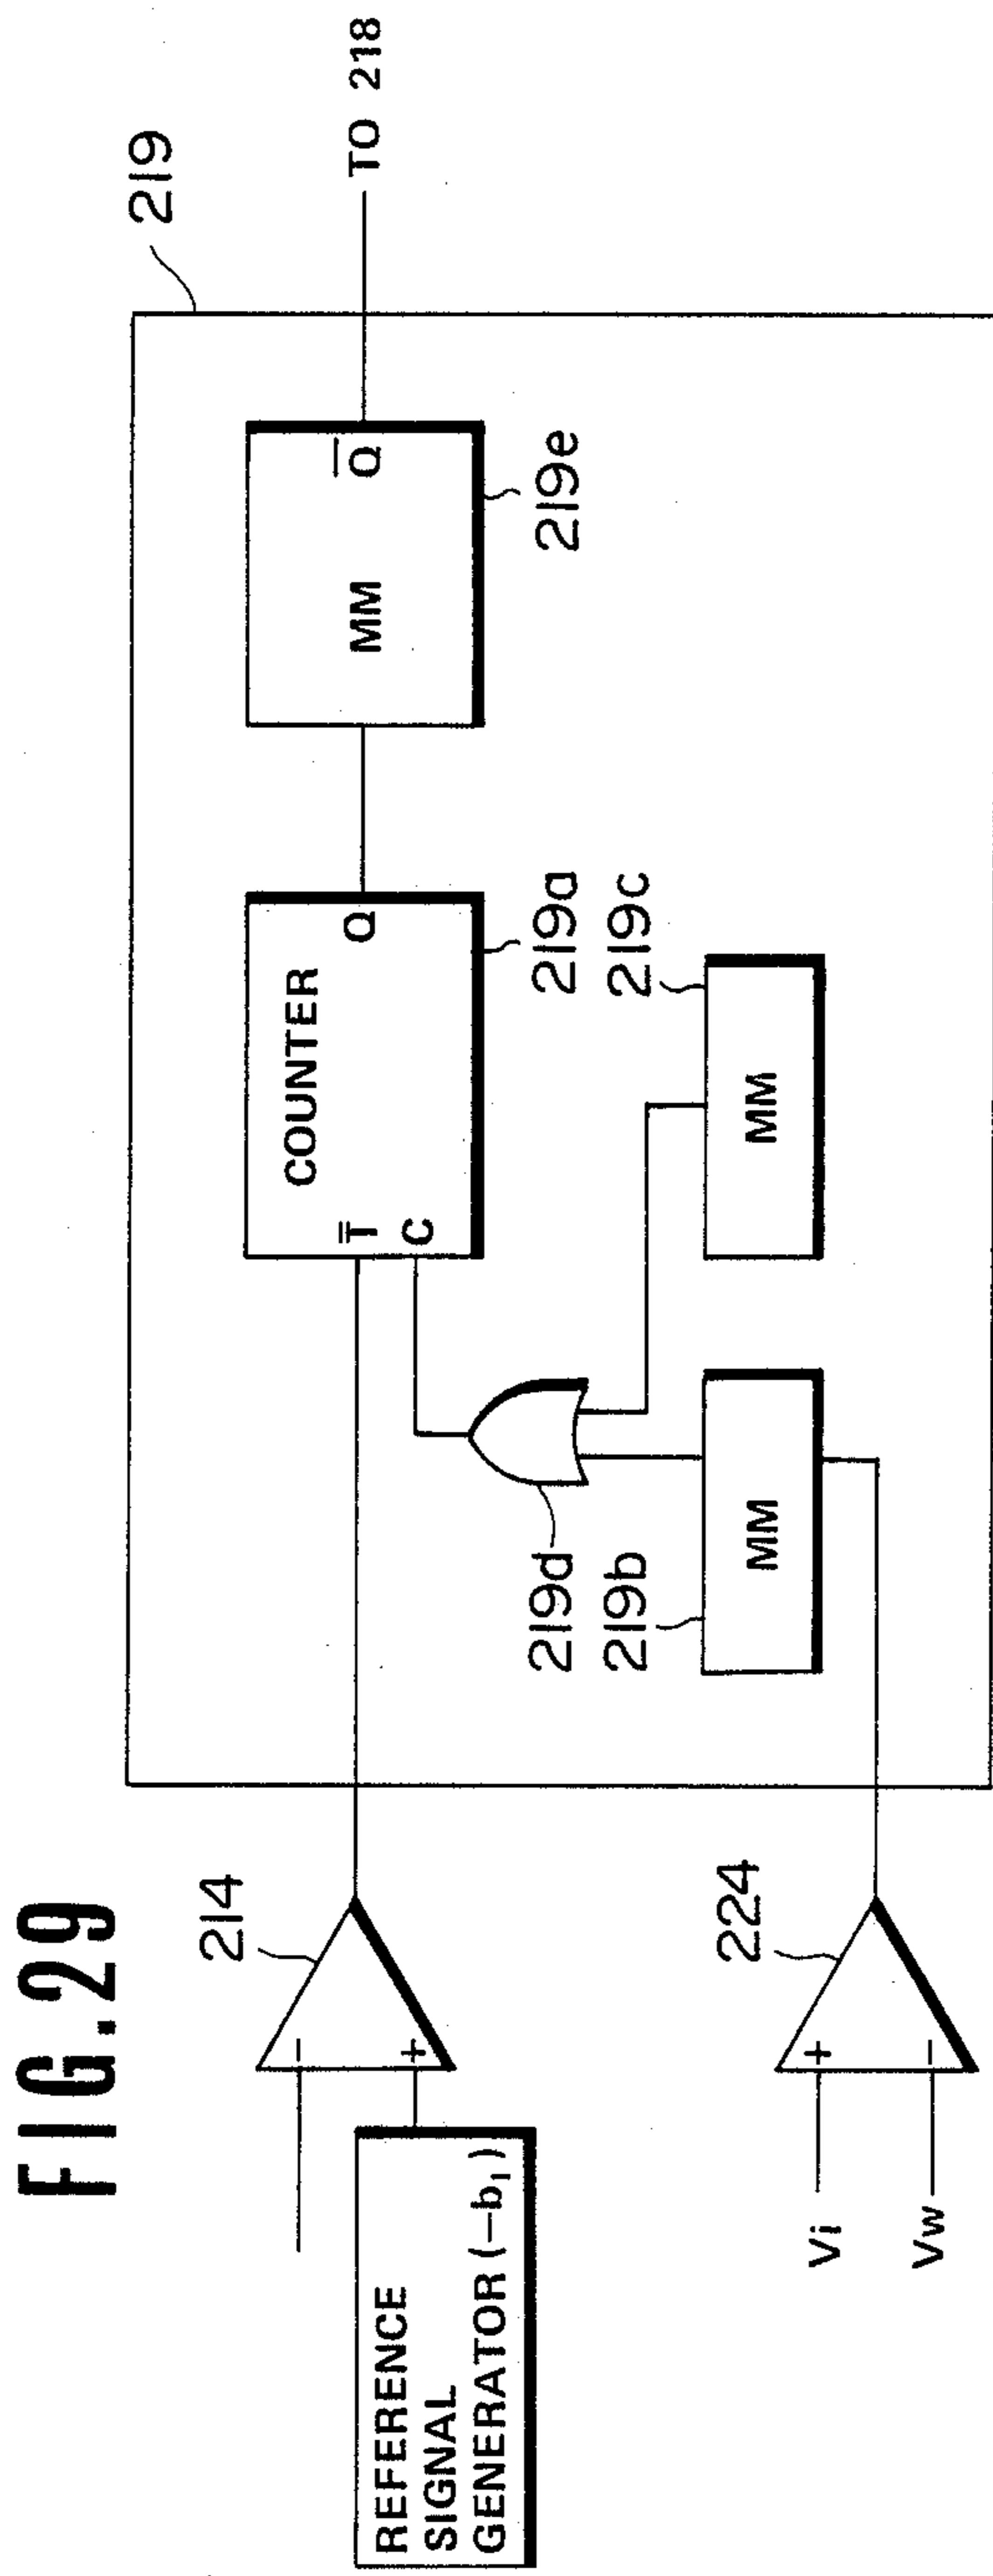 FIG.29
REFERENCE
SIGNAL
GENERATOR (−b₁)
−
+
214
Vi
Vw
+
−
224
219
COUNTER
T̿
C
Q
219a
MM
Q̅
219e
TO 218
219d
219b
MM
219c
MM